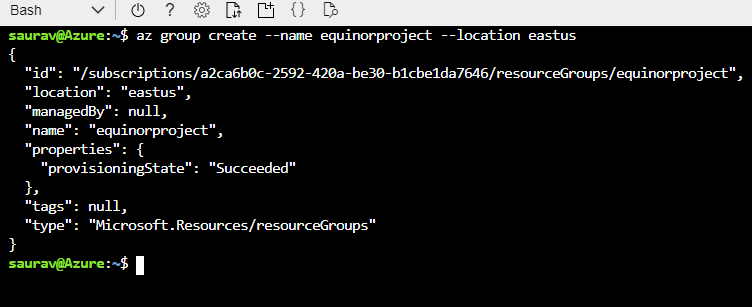 Bash
saurav@Azure:~$ az group create --name equinorproject --location eastus
{
  "id": "/subscriptions/a2ca6b0c-2592-420a-be30-b1cbe1da7646/resourceGroups/equinorproject",
  "location": "eastus",
  "managedBy": null,
  "name": "equinorproject",
  "properties": {
    "provisioningState": "Succeeded"
  },
  "tags": null,
  "type": "Microsoft.Resources/resourceGroups"
}
saurav@Azure:~$